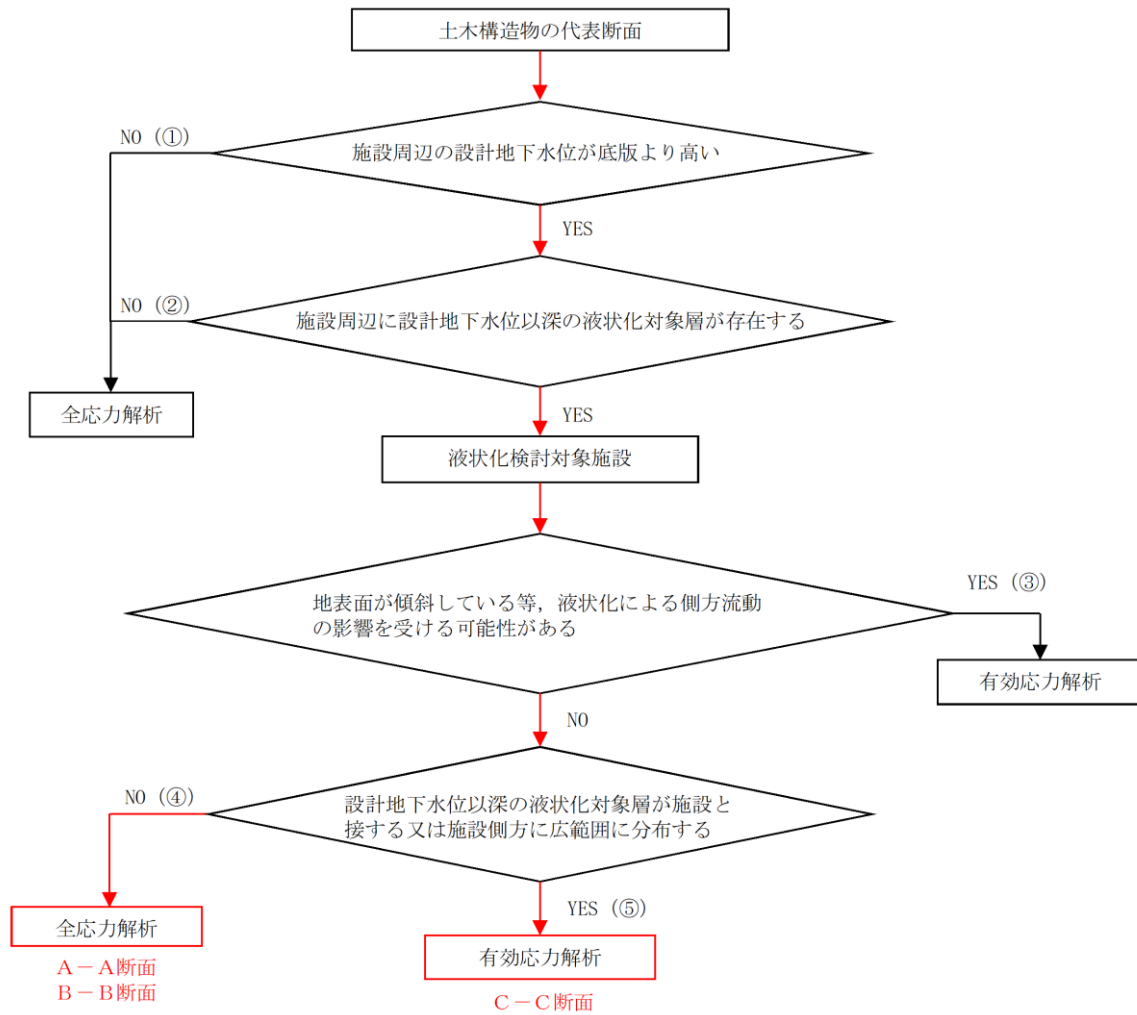 土木構造物の代表断面
NO (①)
施設周辺の設計地下水位が底版より高い
YES
NO (②)
施設周辺に設計地下水位以深の液状化対象層が存在する
全応力解析
YES
液状化検討対象施設
YES (③)
地表面が傾斜している等，液状化による側方流動
の影響を受ける可能性がある
有効応力解析
NO
NO (④)
設計地下水位以深の液状化対象層が施設と
接する又は施設側方に広範囲に分布する
YES (⑤)
全応力解析
有効応力解析
Ａ－Ａ断面
Ｂ－Ｂ断面
Ｃ－Ｃ断面